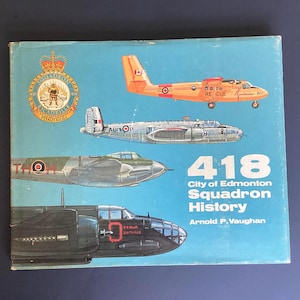 418
City of Edmonton
Squadron
History
Arnold P. Vaughan